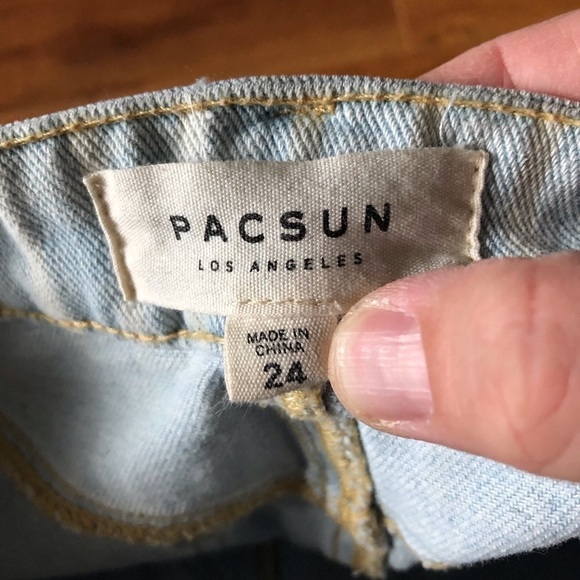 PACSUN
LOS ANGELES
MADE IN
CHINA
24